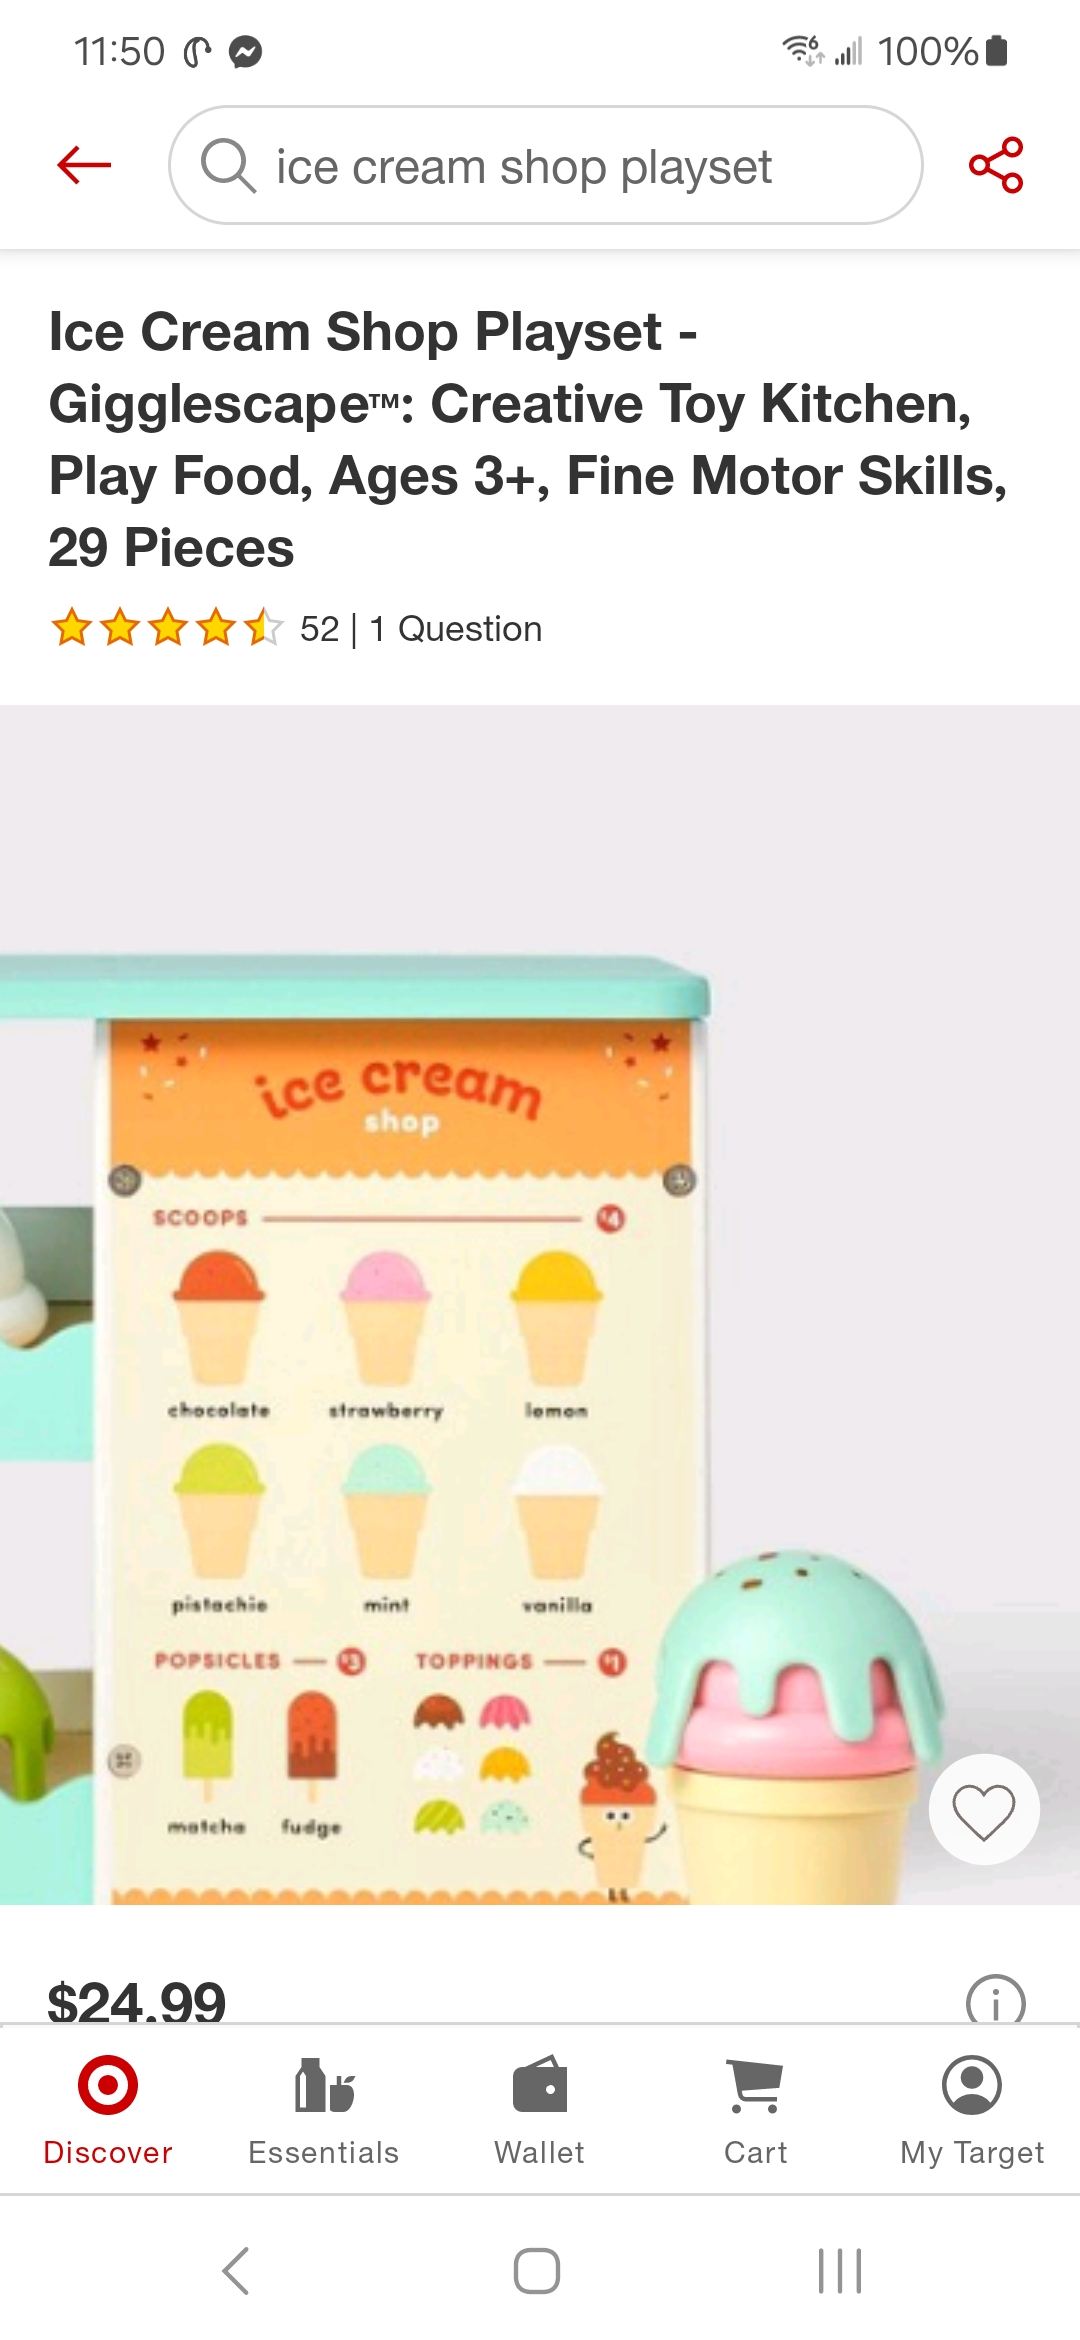 11:50
6
100%
ice cream shop playset
Ice Cream Shop Playset -
Gigglescape™: Creative Toy Kitchen,
Play Food, Ages 3+, Fine Motor Skills,
29 Pieces
52 | 1 Question
ice cream
shop
SCOOPS $4
chocolate strawberry lemon
pistachio mint vanilla
POPSICLES $3 TOPPINGS $1
matcha fudge
$24.99
Discover Essentials Wallet Cart My Target